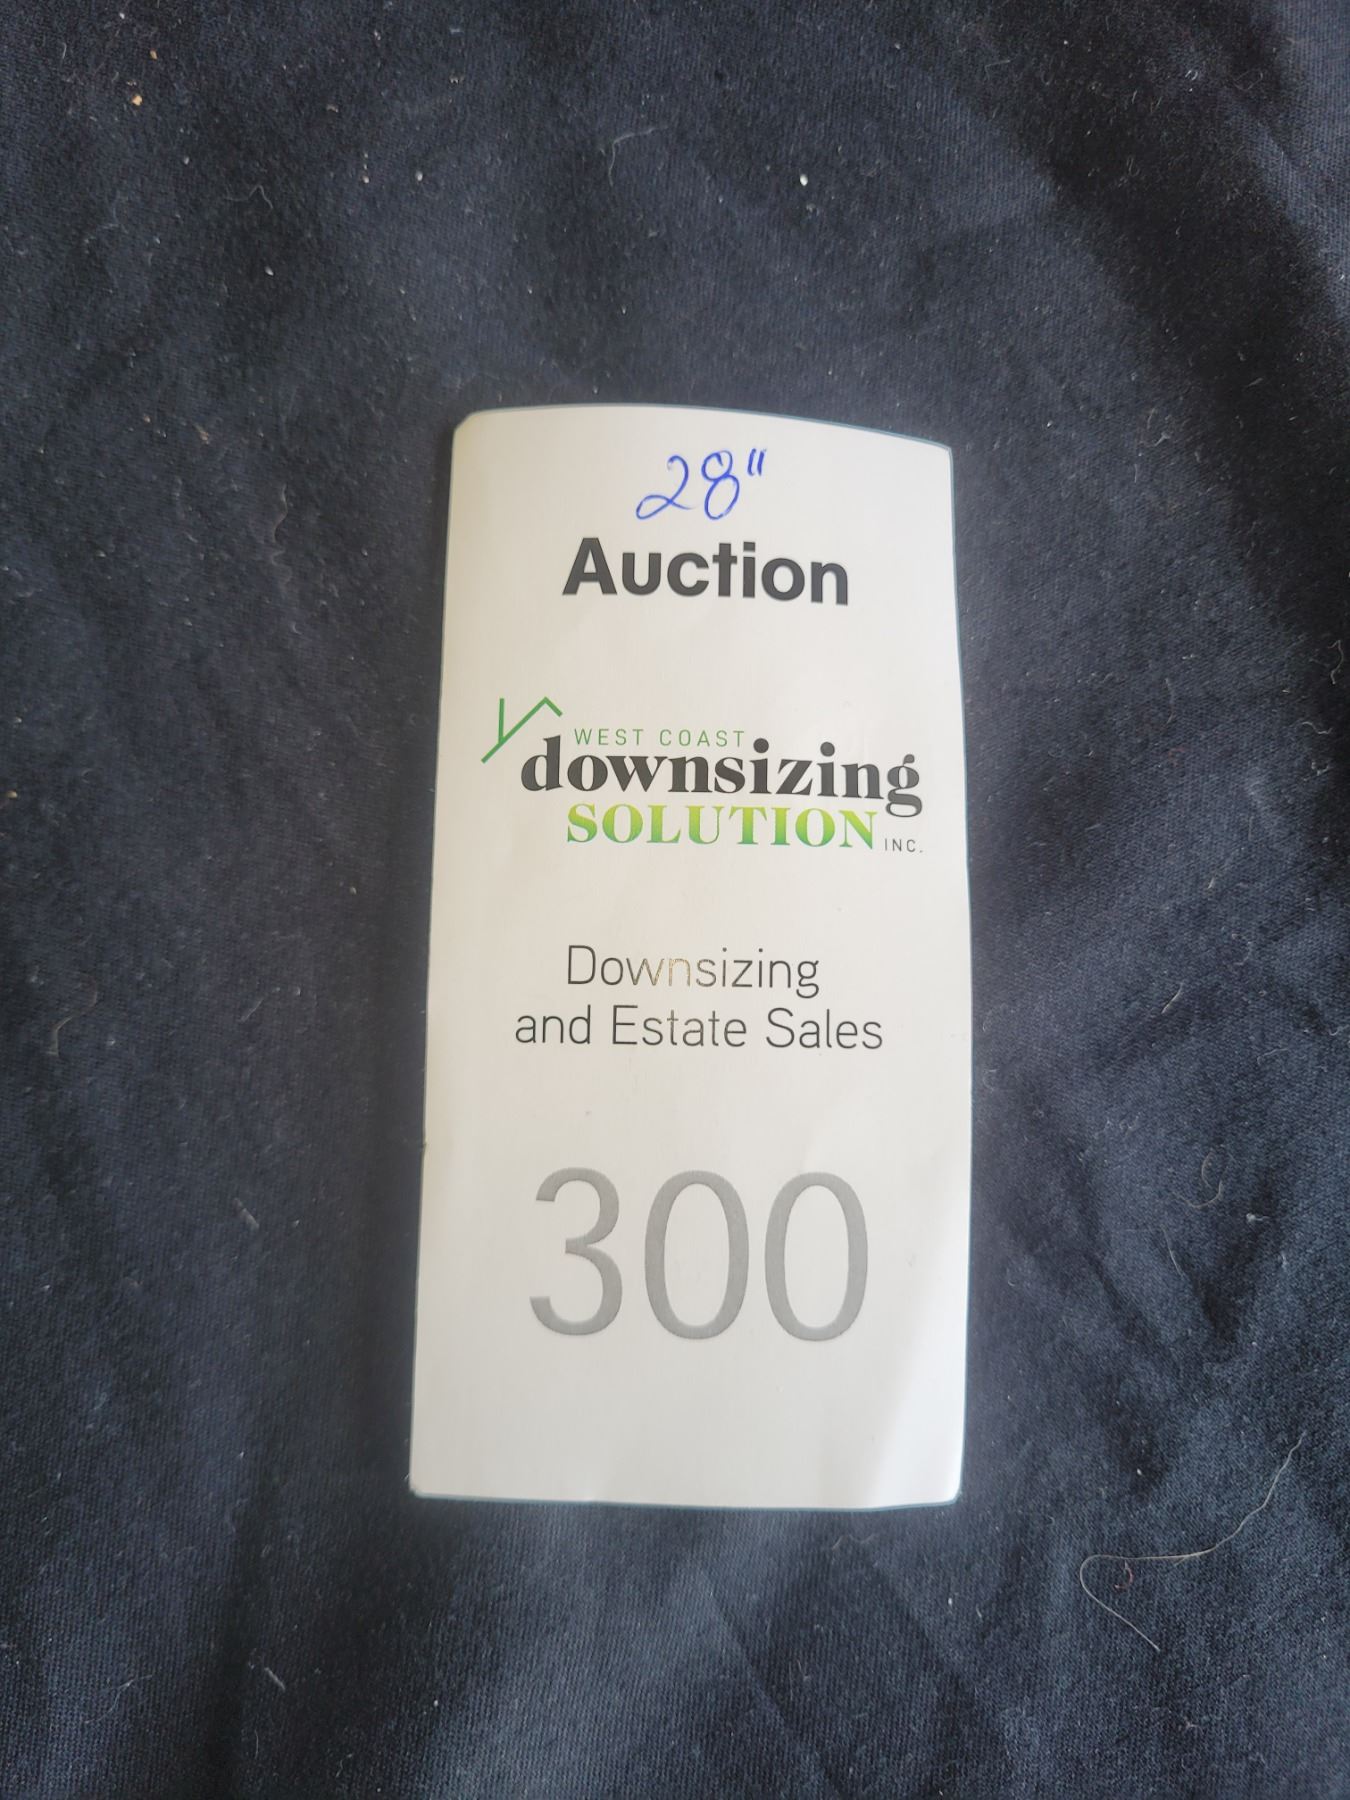 28"
Auction
WEST COAST
downsizing
SOLUTION INC.
Downsizing
and Estate Sales
300